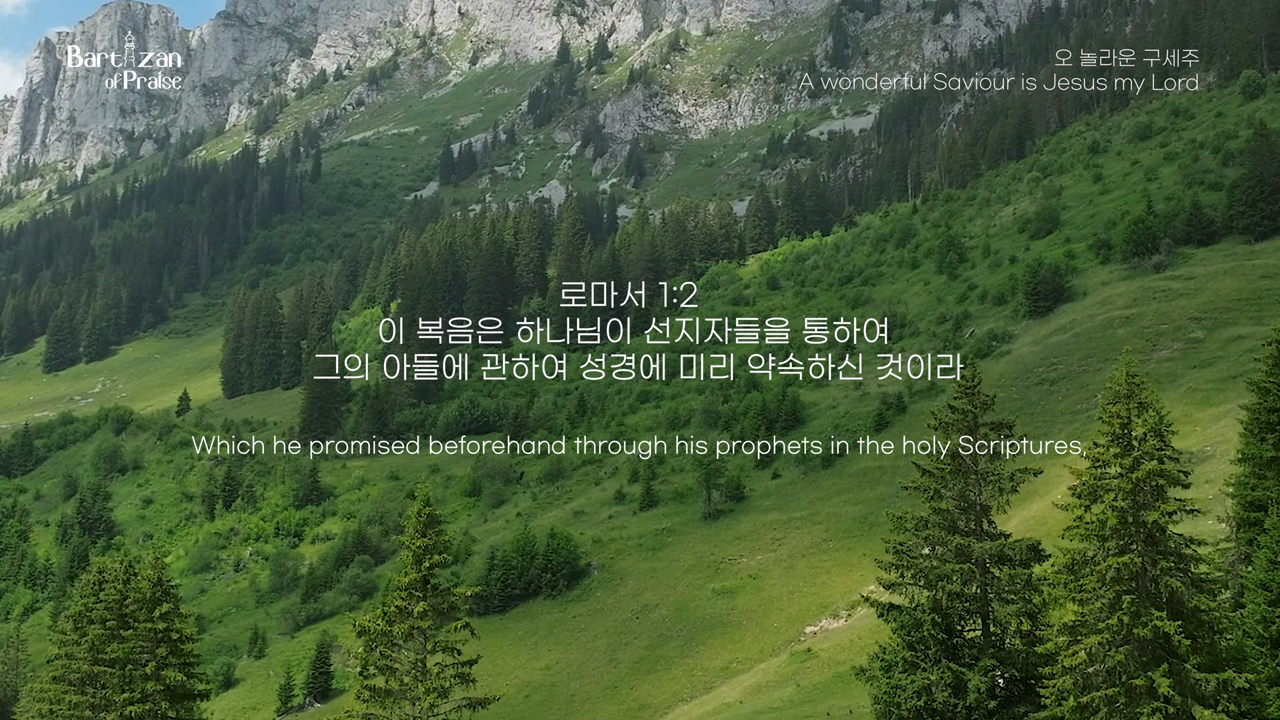 Bartizan
of Praise
오 놀라운 구세주
A wonderful Saviour is Jesus my Lord
로마서 1:2
이 복음은 하나님이 선지자들을 통하여
그의 아들에 관하여 성경에 미리 약속하신 것이라
Which he promised beforehand through his prophets in the holy Scriptures,